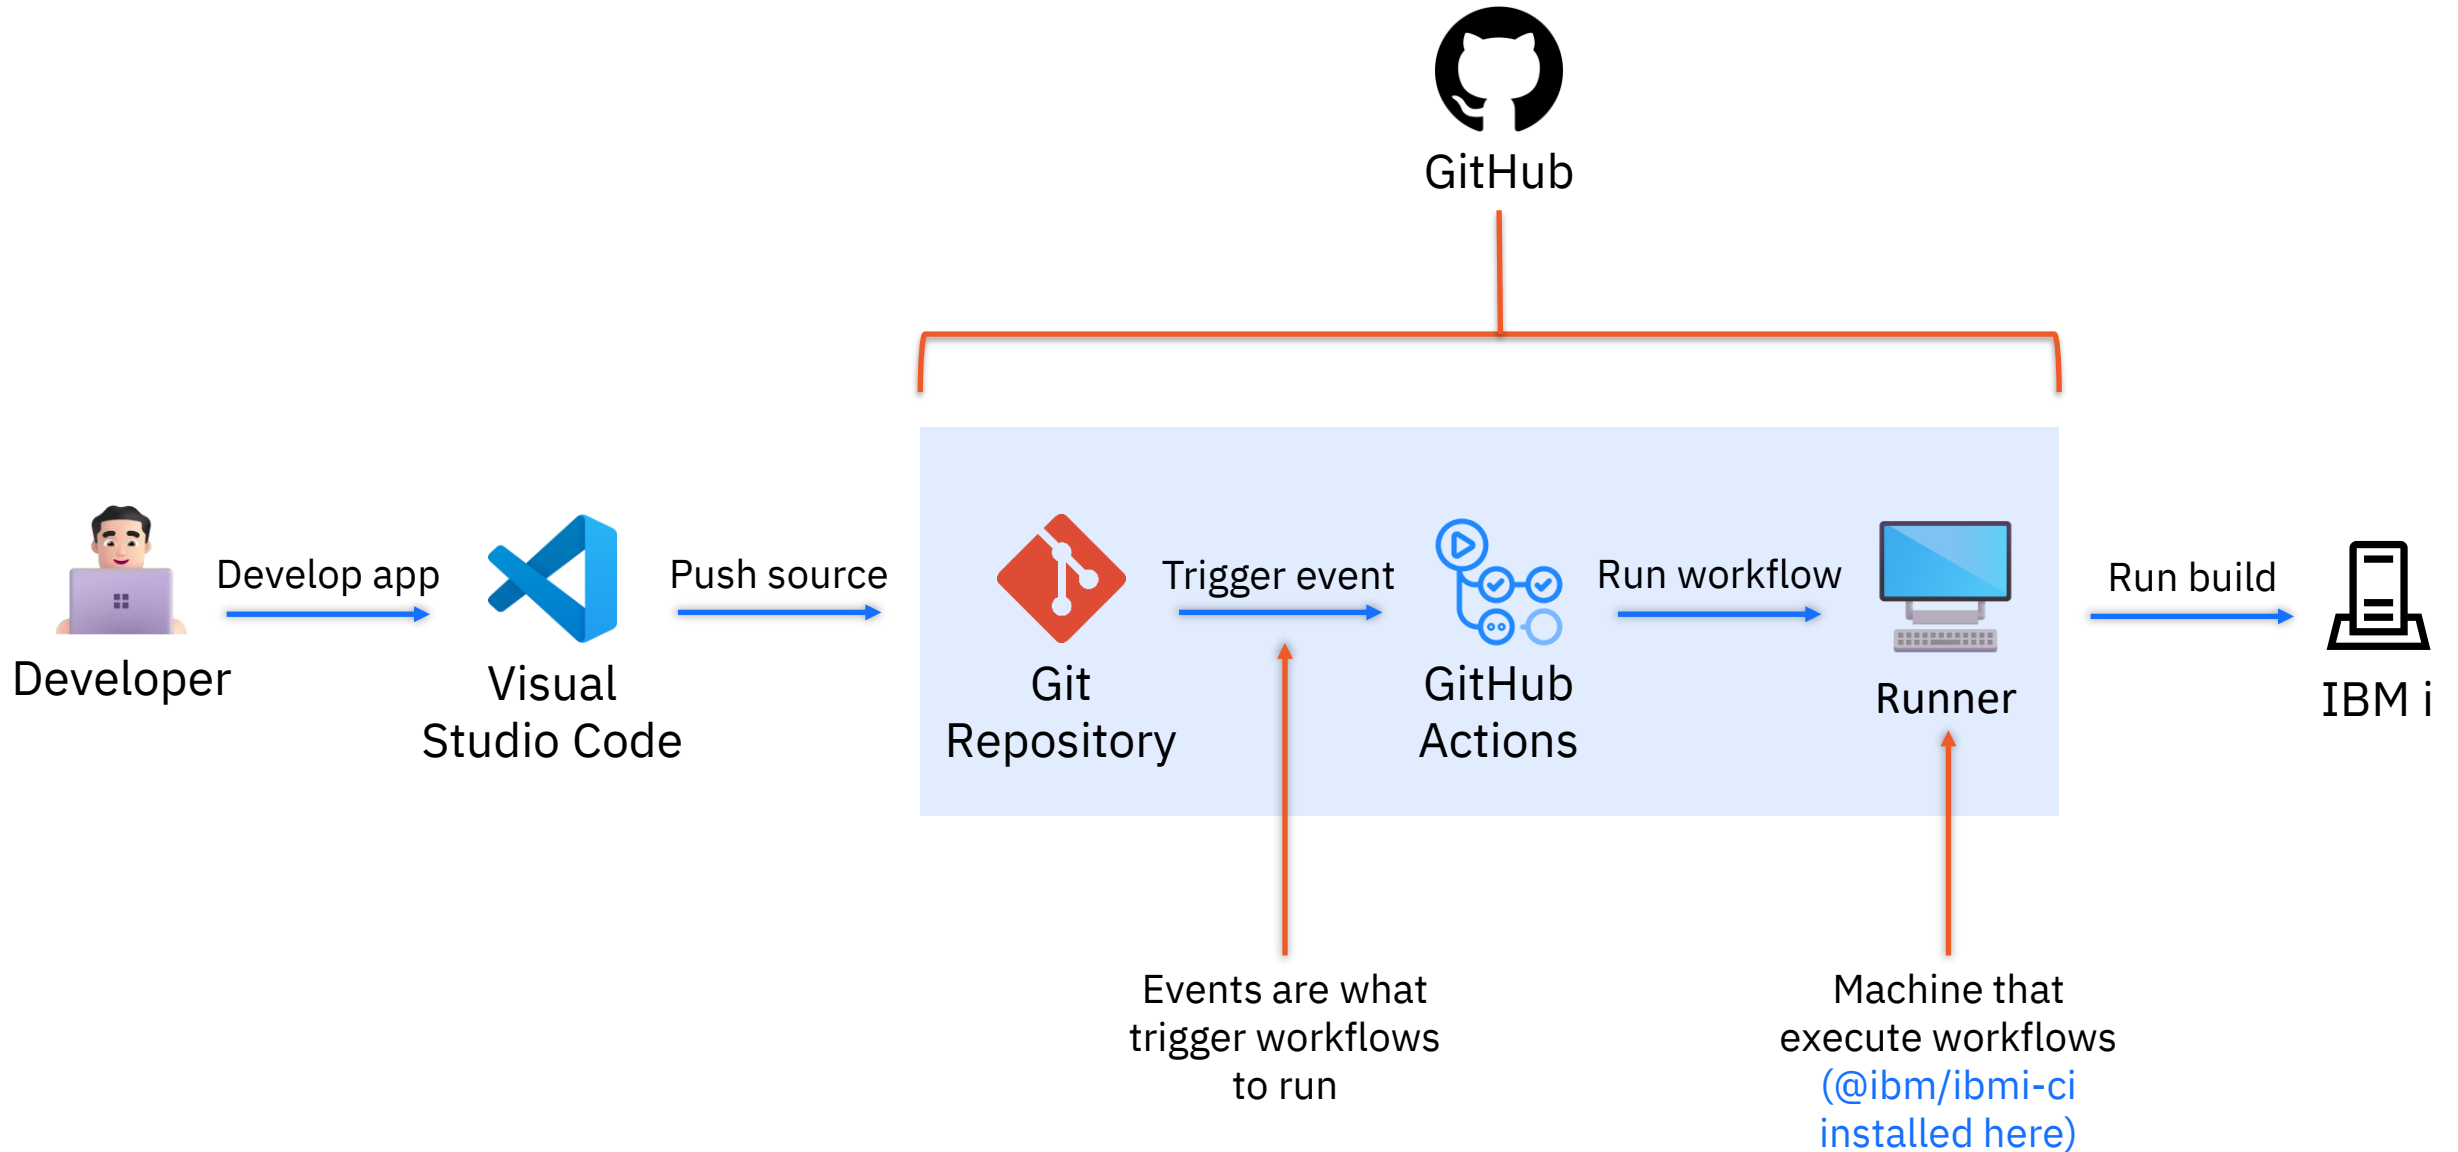 GitHub
Develop app
Push source
Trigger event
Run workflow
Run build
Developer
Visual
Studio Code
Git
Repository
GitHub
Actions
Runner
IBM i
Events are what
trigger workflows
to run
Machine that
execute workflows
(@ibm/ibmi-ci
installed here)